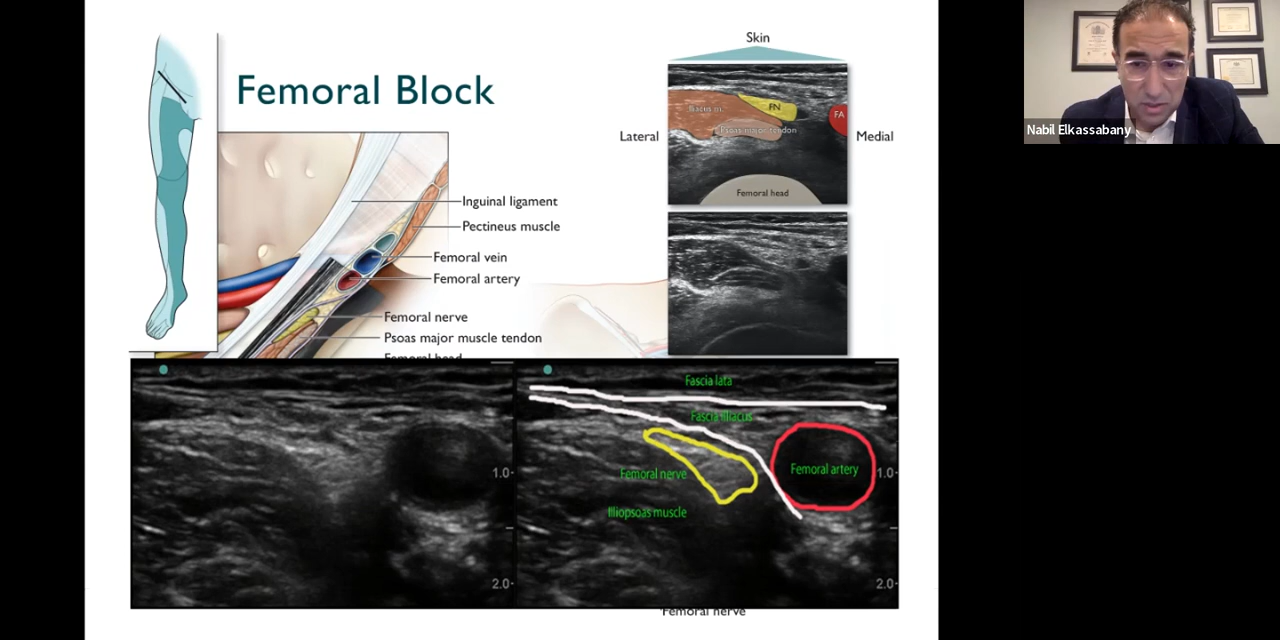 Femoral Block
Inguinal ligament
Pectineus muscle
Femoral vein
Femoral artery
Femoral nerve
Psoas major muscle tendon
Femoral head
Skin
Lateral
Medial
Iliacus m.
FN
FA
Psoas major tendon
Femoral head
Nabil Elkassabany
1.0
2.0
Fascia lata
Fascia Illiacus
Femoral nerve
Femoral artery
Illiopsoas muscle
1.0
2.0
Femoral nerve